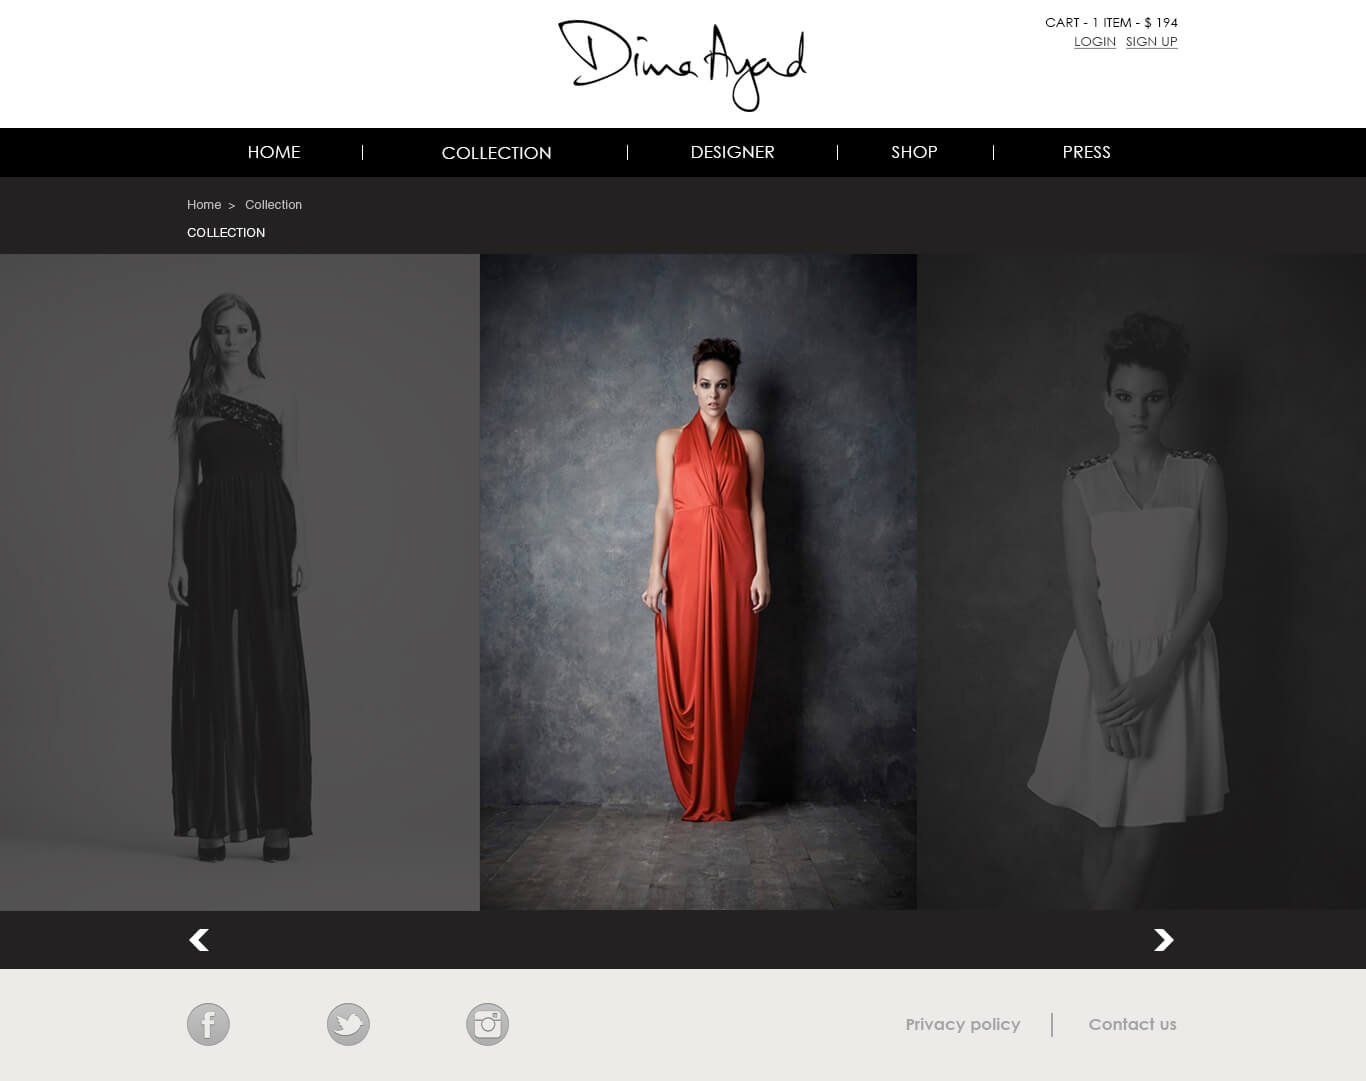 Dima Ayad
CART - 1 ITEM - $ 194
LOGIN SIGN UP
HOME | COLLECTION | DESIGNER | SHOP | PRESS
Home > Collection
COLLECTION
Privacy policy | Contact us